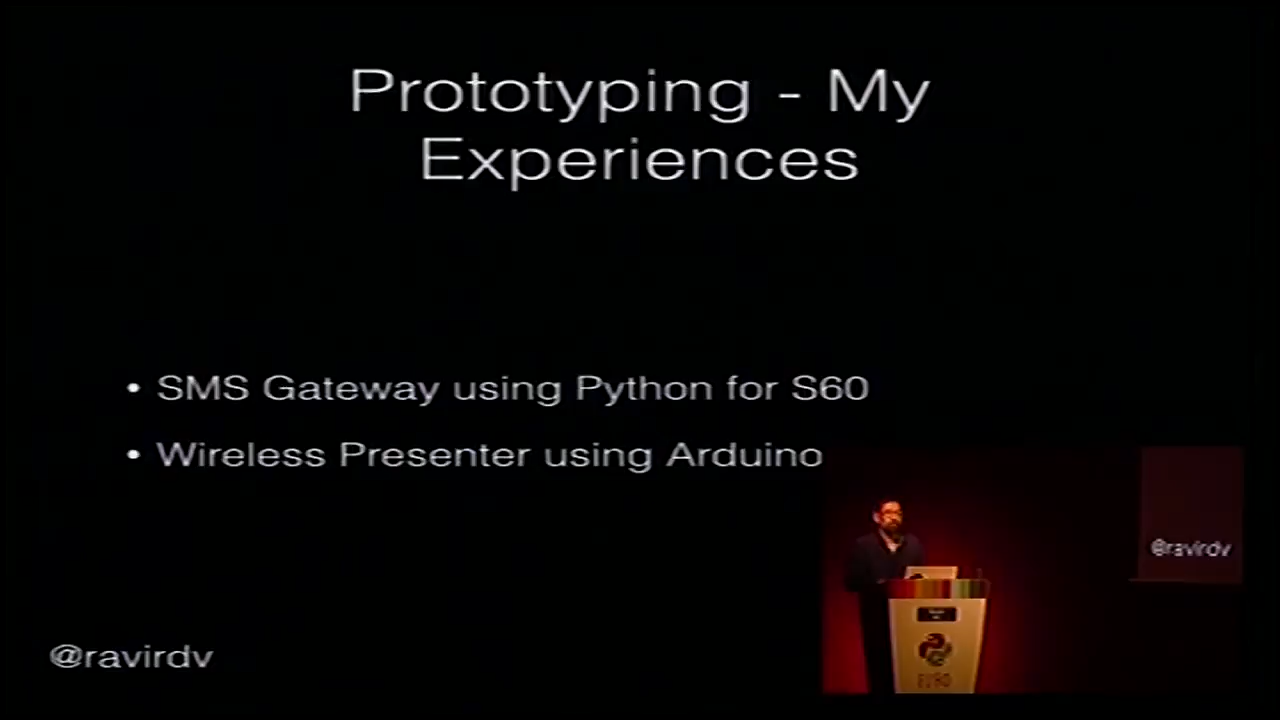 Prototyping - My
Experiences
• SMS Gateway using Python for S60
• Wireless Presenter using Arduino
@ravirdv
@ravirdv